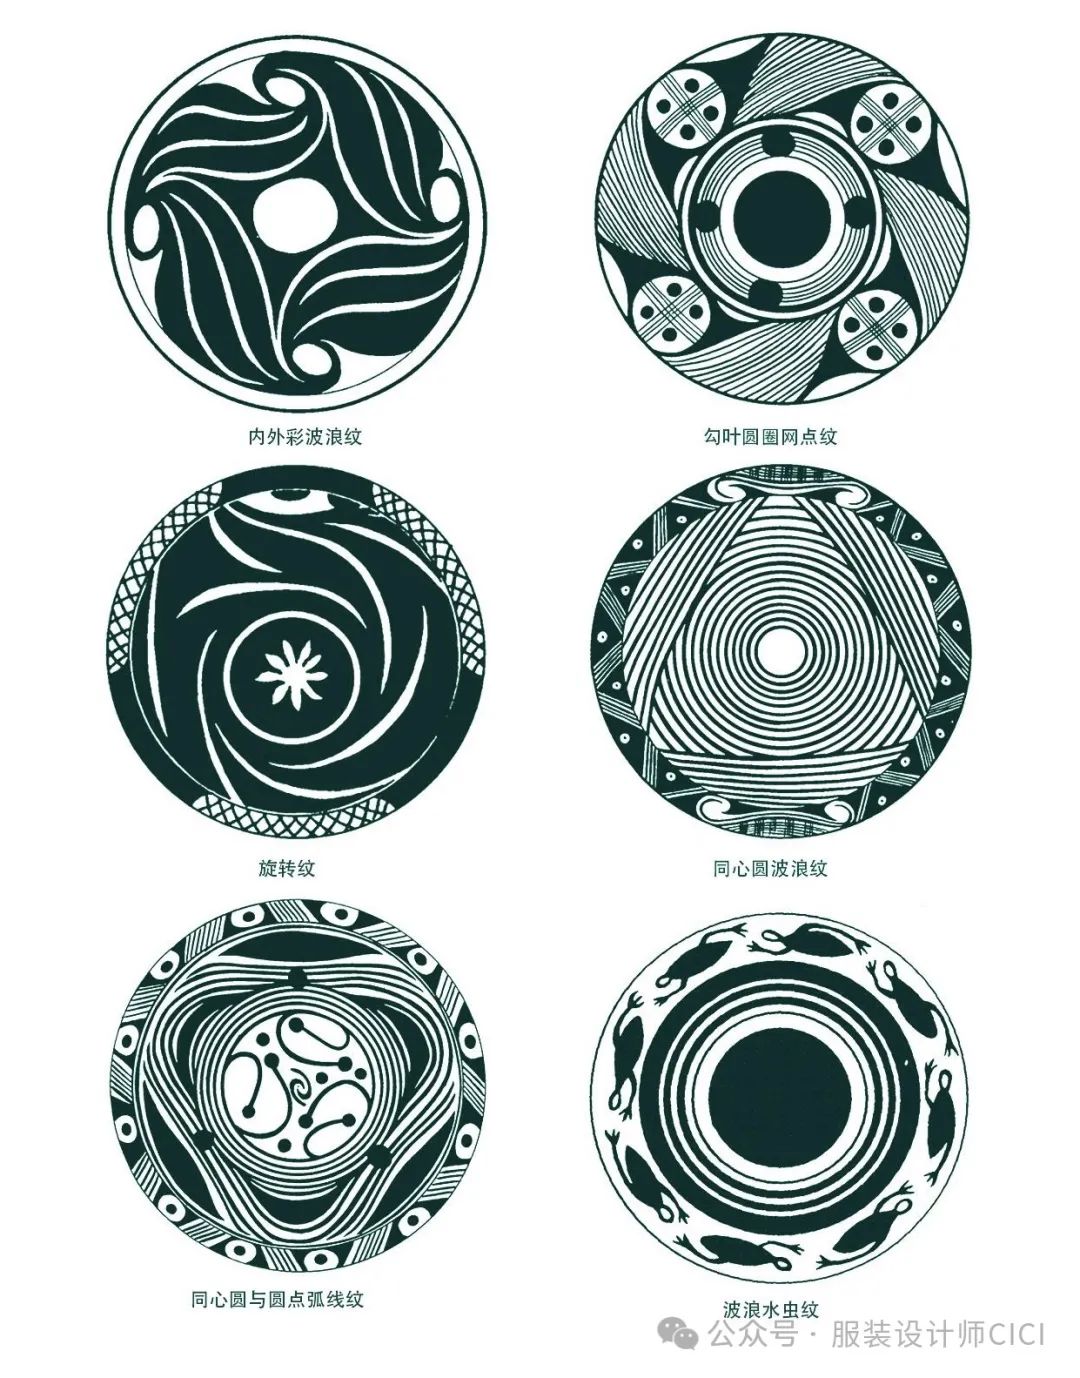 内外彩波浪纹
勾叶圆圈网点纹
旋转纹
同心圆波浪纹
同心圆与圆点弧线纹
波浪水虫纹
公众号·服装设计师CICI